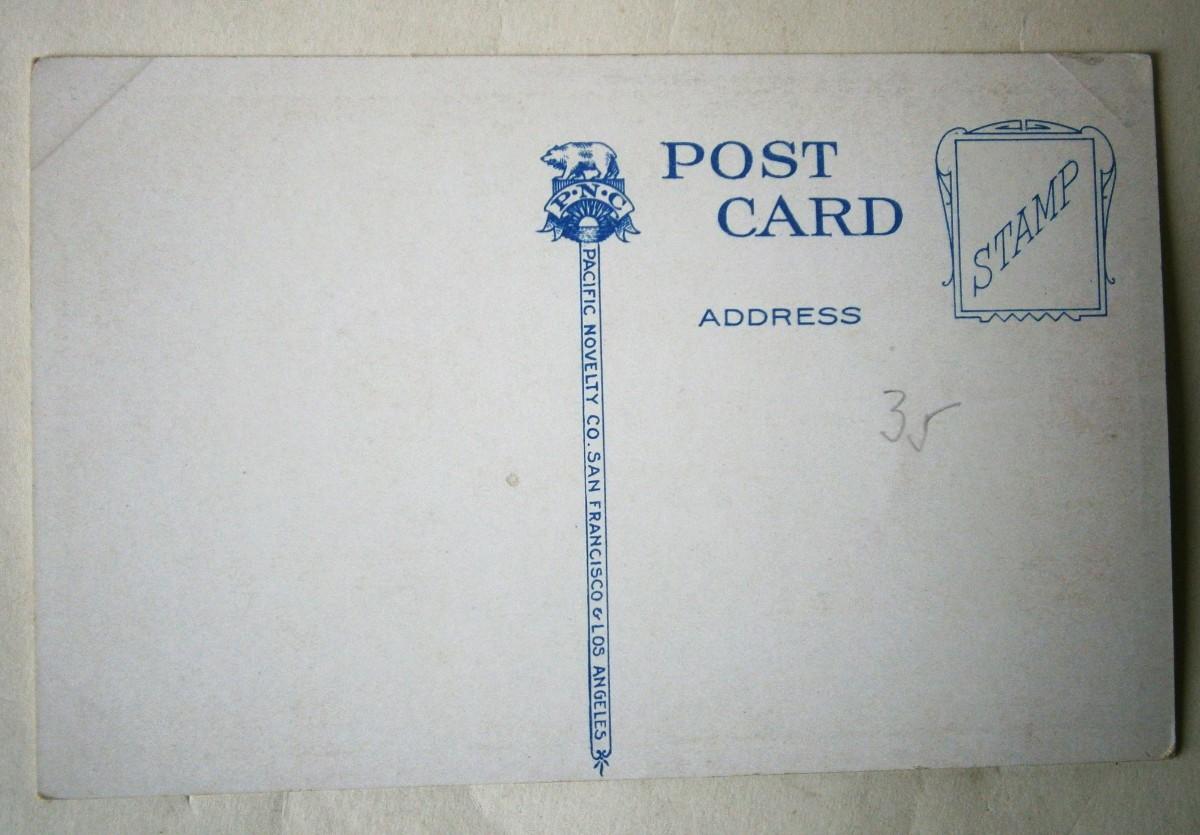 P·N·C
PACIFIC NOVELTY CO. SAN FRANCISCO & LOS ANGELES
POST
CARD
ADDRESS
STAMP
35